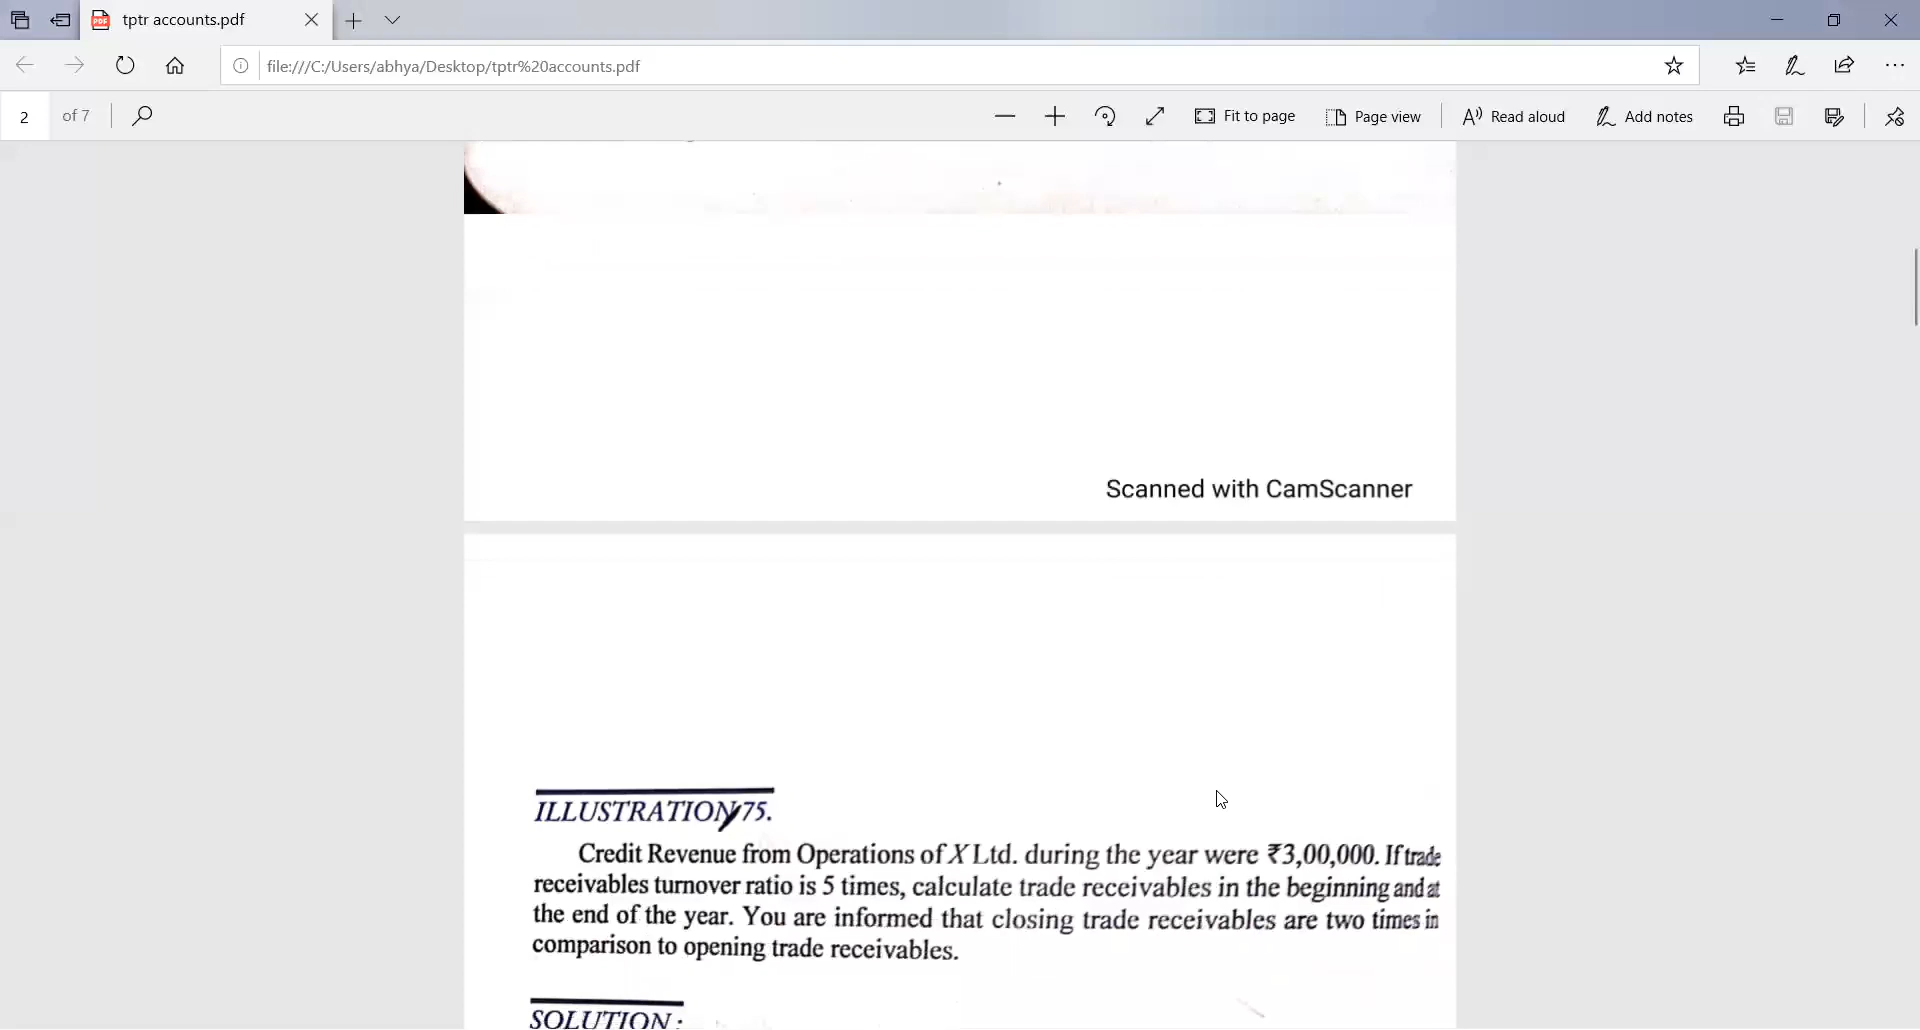 tptr accounts.pdf
file:///C:/Users/abhya/Desktop/tptr%20accounts.pdf
2 of 7
Fit to page
Page view
Read aloud
Add notes
Scanned with CamScanner
ILLUSTRATION 75.
Credit Revenue from Operations of X Ltd. during the year were ₹3,00,000. If trade
receivables turnover ratio is 5 times, calculate trade receivables in the beginning and at
the end of the year. You are informed that closing trade receivables are two times in
comparison to opening trade receivables.
SOLUTION :